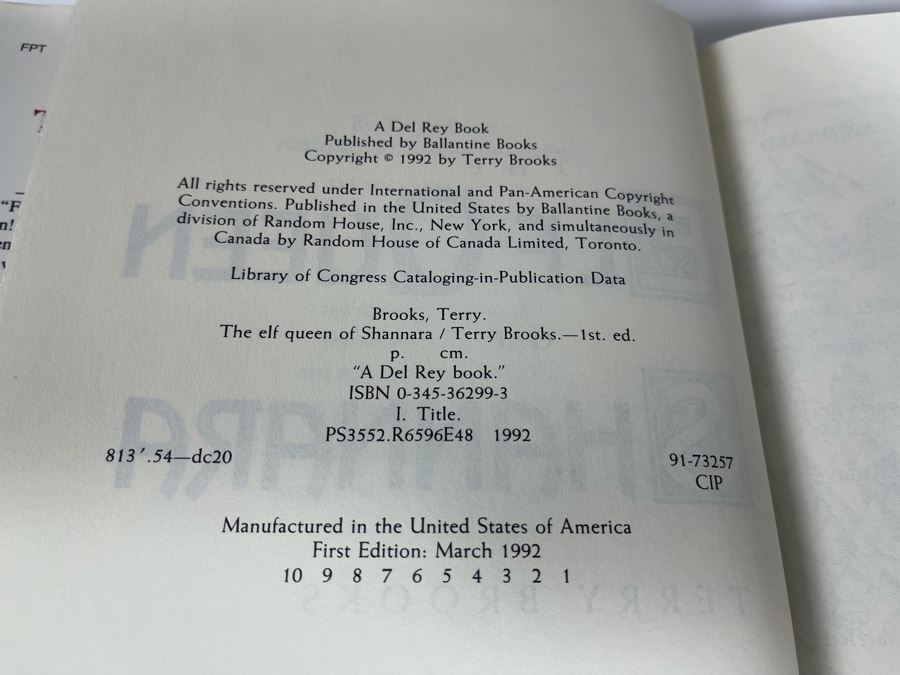 FPT
A Del Rey Book
Published by Ballantine Books
Copyright © 1992 by Terry Brooks
All rights reserved under International and Pan-American Copyright
Conventions. Published in the United States by Ballantine Books, a
division of Random House, Inc., New York, and simultaneously in
Canada by Random House of Canada Limited, Toronto.
Library of Congress Cataloging-in-Publication Data
Brooks, Terry.
The elf queen of Shannara / Terry Brooks.—1st. ed.
p. cm.
"A Del Rey book."
ISBN 0-345-36299-3
I. Title.
PS3552.R6596E48 1992
813′.54—dc20 91-73257
CIP
Manufactured in the United States of America
First Edition: March 1992
10 9 8 7 6 5 4 3 2 1